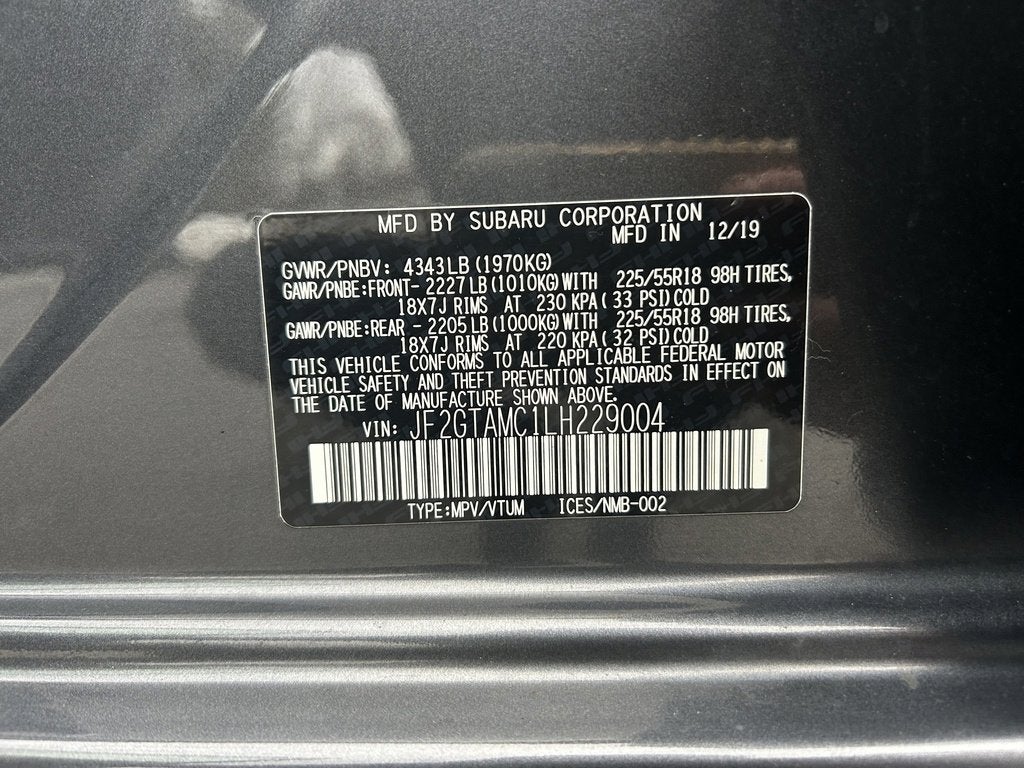 MFD BY SUBARU CORPORATION
MFD IN 12/19
GVWR/PNBV: 4343LB (1970KG)
GAWR/PNBE:FRONT- 2227LB(1010KG)WITH 225/55R18 98H TIRES,
18X7J RIMS AT 230 KPA( 33 PSI)COLD
GAWR/PNBE:REAR - 2205LB(1000KG)WITH 225/55R18 98H TIRES,
18X7J RIMS AT 220 KPA( 32 PSI)COLD
THIS VEHICLE CONFORMS TO ALL APPLICABLE FEDERAL MOTOR
VEHICLE SAFETY AND THEFT PREVENTION STANDARDS IN EFFECT ON
THE DATE OF MANUFACTURE SHOWN ABOVE.
VIN: JF2GTAMC1LH229004
TYPE:MPV/VTUM ICES/NMB-002